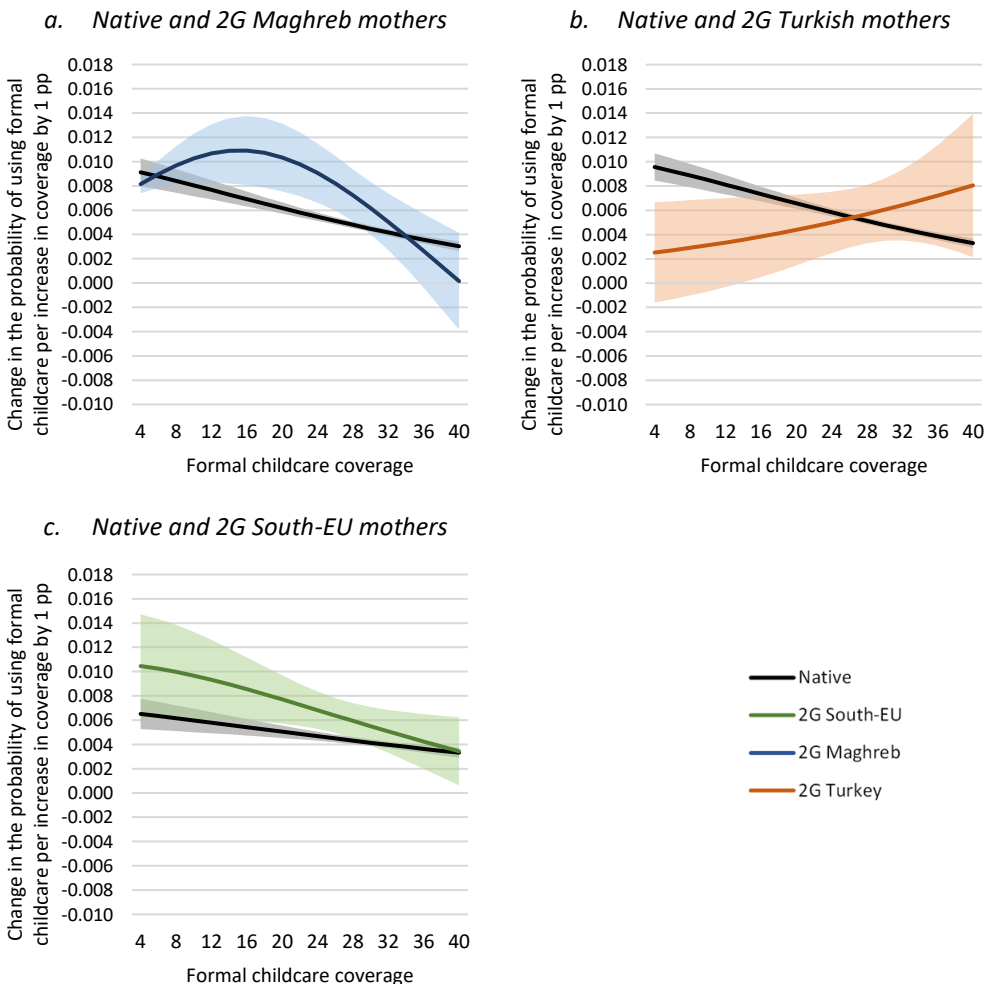 a. Native and 2G Maghreb mothers
Change in the probability of using formal
childcare per increase in coverage by 1 pp
0.018
0.016
0.014
0.012
0.010
0.008
0.006
0.004
0.002
0.000
-0.002
-0.004
-0.006
-0.008
-0.010
4 8 12 16 20 24 28 32 36 40
Formal childcare coverage
b. Native and 2G Turkish mothers
Change in the probability of using formal
childcare per increase in coverage by 1 pp
0.018
0.016
0.014
0.012
0.010
0.008
0.006
0.004
0.002
0.000
-0.002
-0.004
-0.006
-0.008
-0.010
4 8 12 16 20 24 28 32 36 40
Formal childcare coverage
c. Native and 2G South-EU mothers
Change in the probability of using formal
childcare per increase in coverage by 1 pp
0.018
0.016
0.014
0.012
0.010
0.008
0.006
0.004
0.002
0.000
-0.002
-0.004
-0.006
-0.008
-0.010
4 8 12 16 20 24 28 32 36 40
Formal childcare coverage
Native
2G South-EU
2G Maghreb
2G Turkey